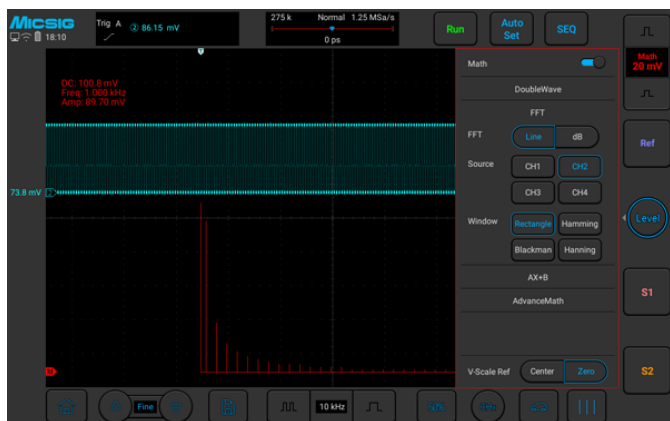 MICSIG
18:10
Trig A
② 86.15 mV
275 k Normal 1.25 MSa/s
0 ps
Run
Auto
Set
SEQ
Math
20 mV
DC: 100.8 mV
Freq: 1.000 kHz
Amp: 89.70 mV
Math
DoubleWave
FFT
FFT Line dB
Source CH1 CH2
CH3 CH4
Window Rectangle Hamming
Blackman Hanning
AX+B
AdvanceMath
V-Scale Ref Center Zero
73.8 mV 2
M
Ref
Level
S1
S2
Fine
10 kHz